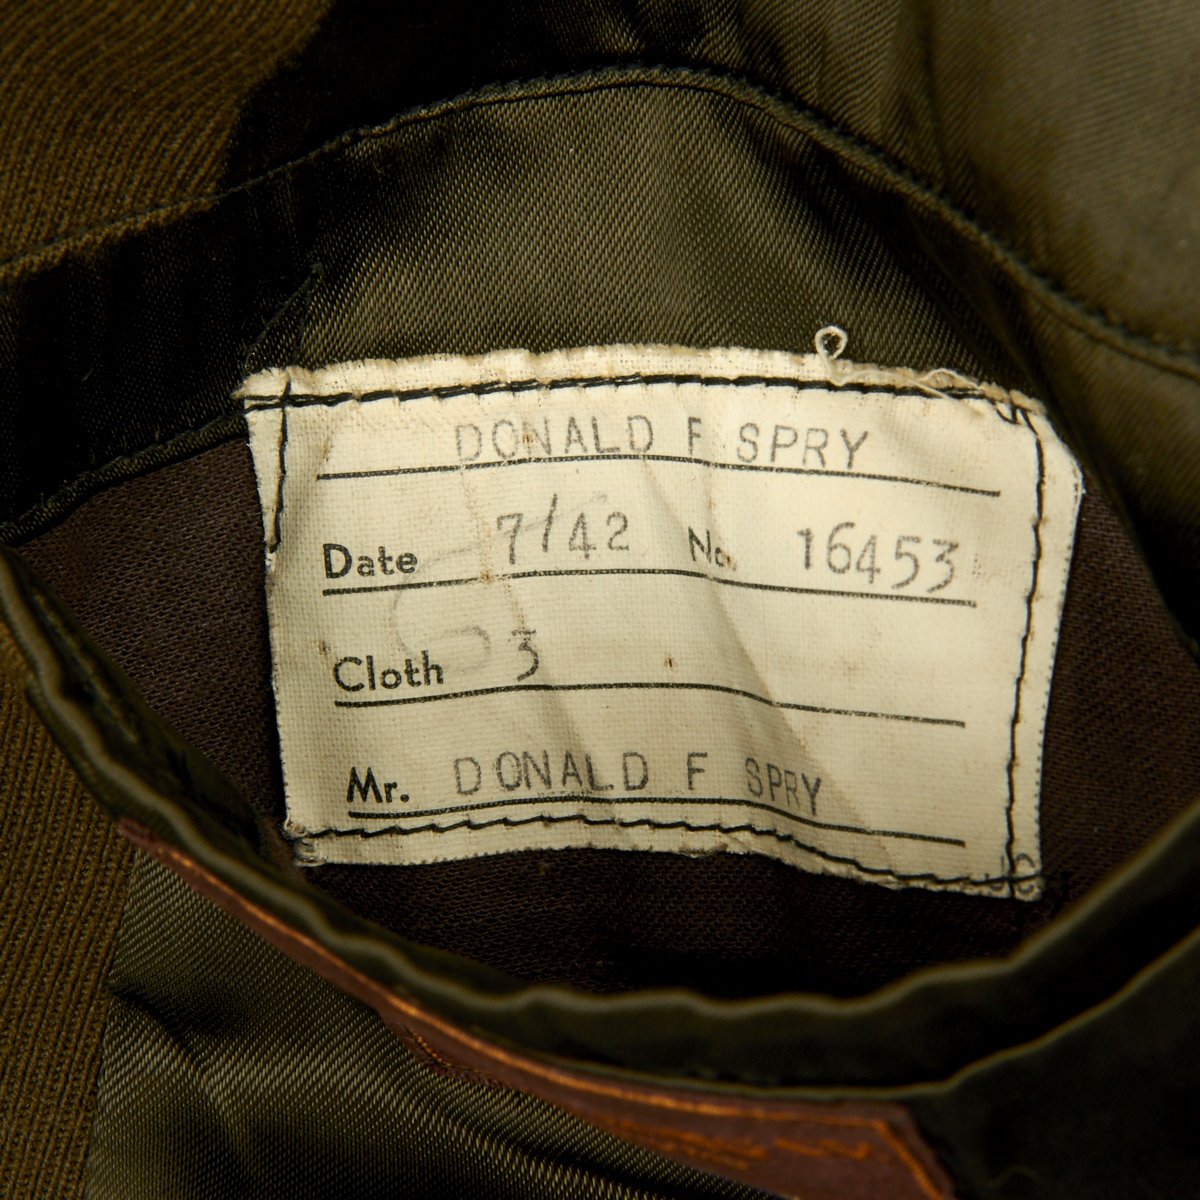 DONALD F SPRY
Date 7/42 No. 16453
Cloth 3
Mr. DONALD F SPRY